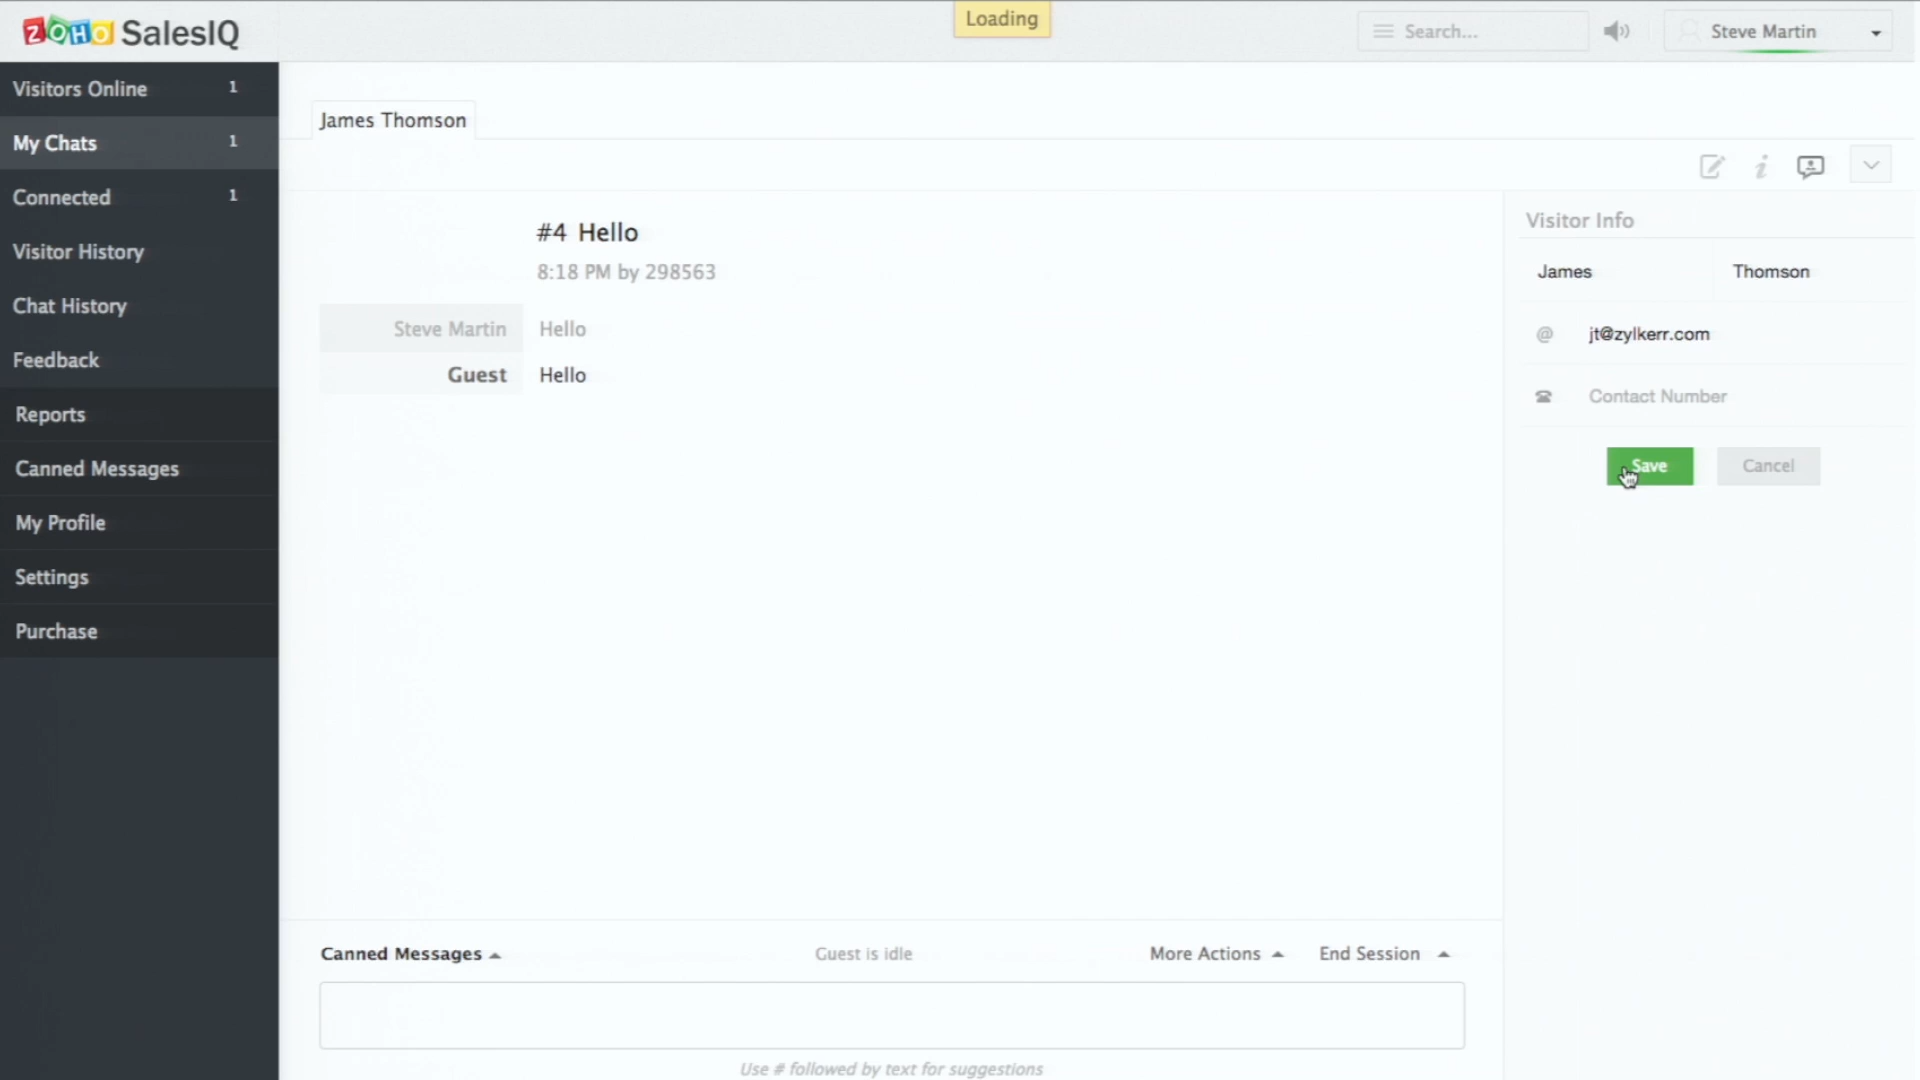 ZOHO SalesIQ
Loading
Search...
Steve Martin
Visitors Online 1
My Chats 1
Connected 1
Visitor History
Chat History
Feedback
Reports
Canned Messages
My Profile
Settings
Purchase
James Thomson
#4 Hello
8:18 PM by 298563
Steve Martin Hello
Guest Hello
Visitor Info
James Thomson
@ jt@zylkerr.com
Contact Number
Save Cancel
Canned Messages
Guest is idle
More Actions
End Session
Use # followed by text for suggestions